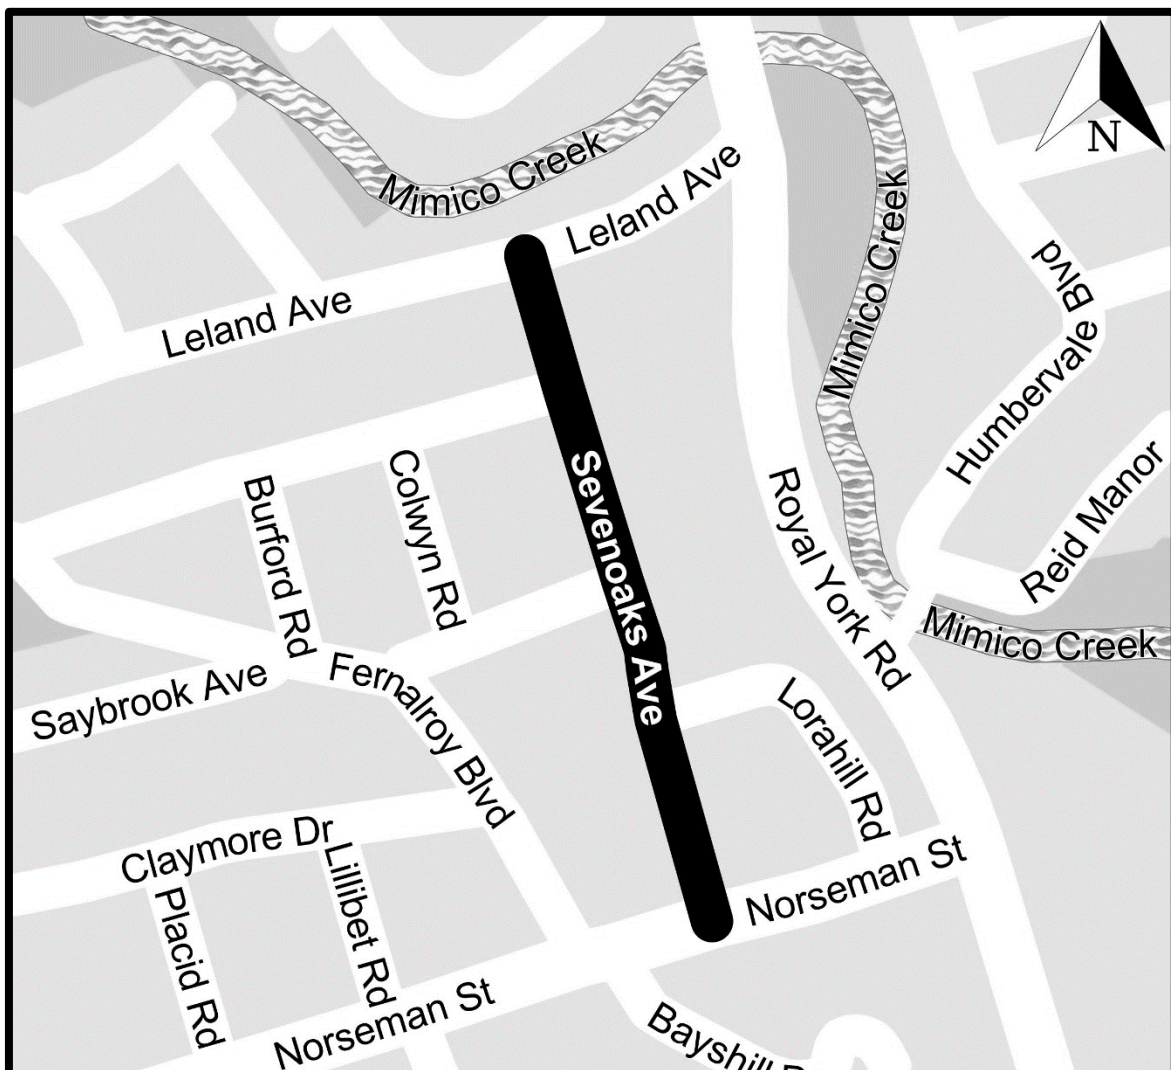 N
Mimico Creek
Leland Ave
Mimico Creek
Humbervale Blvd
Leland Ave
Burford Rd
Colwyn Rd
Sevenoaks Ave
Royal York Rd
Reid Manor
Mimico Creek
Saybrook Ave
Fernalroy Blvd
Lorahill Rd
Claymore Dr
Lillibet Rd
Placid Rd
Norseman St
Norseman St
Bayshill